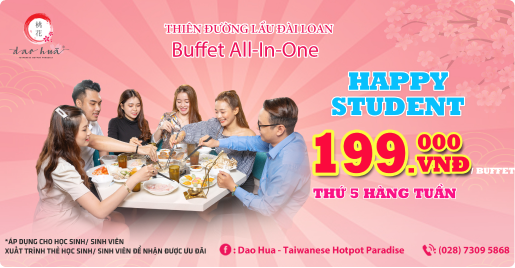 桃花
dao huā
THIÊN ĐƯỜNG LẨU ĐÀI LOAN
Buffet All-In-One
HAPPY
STUDENT
199.000
VNĐ/ BUFFET
THỨ 5 HÀNG TUẦN
*ÁP DỤNG CHO HỌC SINH/ SINH VIÊN
XUẤT TRÌNH THẺ HỌC SINH/ SINH VIÊN ĐỂ NHẬN ĐƯỢC ƯU ĐÃI
: Dao Hua - Taiwanese Hotpot Paradise
: (028) 7309 5868